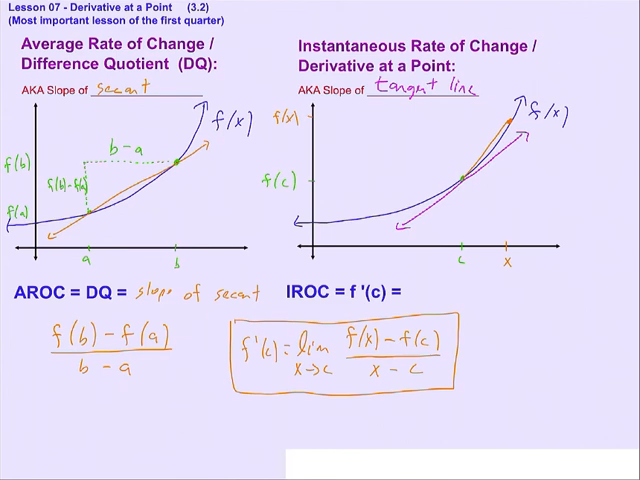 Lesson 07 - Derivative at a Point (3.2)
(Most important lesson of the first quarter)
Average Rate of Change /
Difference Quotient (DQ):
AKA Slope of secant
f(x)
b-a
f(b)
f(b)-f(a)
f(a)
a
b
AROC = DQ = slope of secant
f(b) - f(a)
b - a
Instantaneous Rate of Change /
Derivative at a Point:
AKA Slope of tangent line
f(x)
f(x)
f(c)
c
x
IROC = f '(c) =
f'(c) = lim f(x) - f(c)
x→c x - c